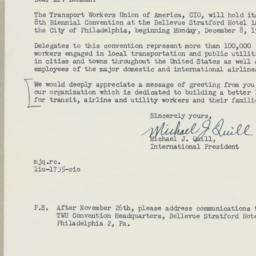 The Transport Workers Union of America, CIO, will hold its
8th Biennial Convention at the Bellevue Stratford Hotel in
the City of Philadelphia, beginning Monday, December 8,
Delegates to this convention represent more than 100,000
workers engaged in local transportation and public utilit
in cities and towns throughout the United States as well a
employees of the major domestic and international airlines
We would deeply appreciate a message of greeting from you
our organization which is dedicated to building a better
for transit, airline and utility workers and their familie
Sincerely yours,
Michael J. Quill
Michael J. Quill,
International President
mjq.rc.
liu-1735-cio
P.S. After November 26th, please address communications t
TWU Convention Headquarters, Bellevue Stratford Hote
Philadelphia 2, Pa.